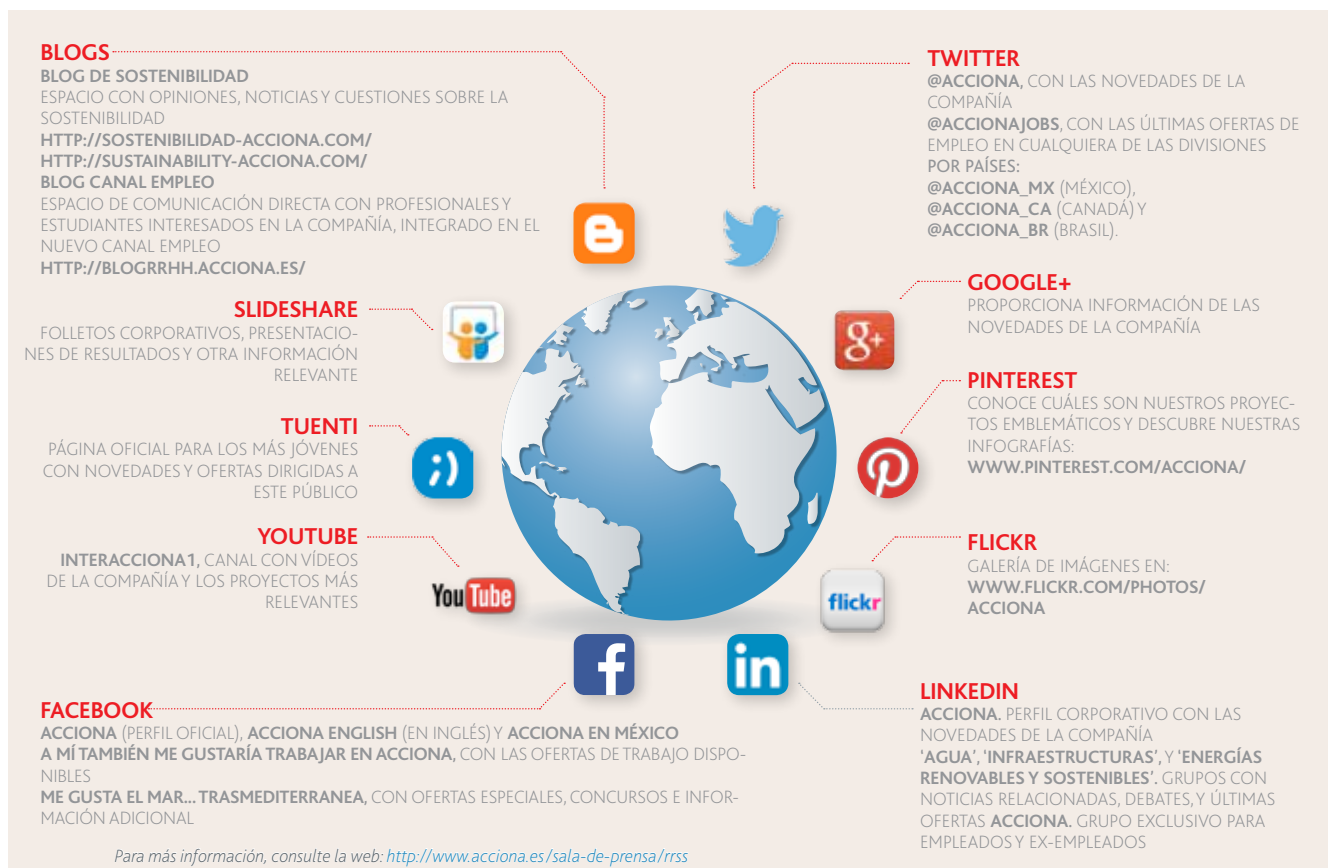 BLOGS
BLOG DE SOSTENIBILIDAD
ESPACIO CON OPINIONES, NOTICIAS Y CUESTIONES SOBRE LA
SOSTENIBILIDAD
HTTP://SOSTENIBILIDAD-ACCIONA.COM/
HTTP://SUSTAINABILITY-ACCIONA.COM/
BLOG CANAL EMPLEO
ESPACIO DE COMUNICACIÓN DIRECTA CON PROFESIONALES Y
ESTUDIANTES INTERESADOS EN LA COMPAÑÍA, INTEGRADO EN EL
NUEVO CANAL EMPLEO
HTTP://BLOGRRHH.ACCIONA.ES/
TWITTER
@ACCIONA, CON LAS NOVEDADES DE LA
COMPAÑÍA
@ACCIONAJOBS, CON LAS ÚLTIMAS OFERTAS DE
EMPLEO EN CUALQUIERA DE LAS DIVISIONES
POR PAÍSES:
@ACCIONA_MX (MÉXICO),
@ACCIONA_CA (CANADÁ) Y
@ACCIONA_BR (BRASIL).
SLIDESHARE
FOLLETOS CORPORATIVOS, PRESENTACIO-
NES DE RESULTADOS Y OTRA INFORMACIÓN
RELEVANTE
GOOGLE+
PROPORCIONA INFORMACIÓN DE LAS
NOVEDADES DE LA COMPAÑÍA
g+
TUENTI
PÁGINA OFICIAL PARA LOS MÁS JÓVENES
CON NOVEDADES Y OFERTAS DIRIGIDAS A
ESTE PÚBLICO
;)
PINTEREST
CONOCE CUÁLES SON NUESTROS PROYEC-
TOS EMBLEMÁTICOS Y DESCUBRE NUESTRAS
INFOGRAFÍAS:
WWW.PINTEREST.COM/ACCIONA/
YOUTUBE
INTERACCIONA1, CANAL CON VÍDEOS
DE LA COMPAÑÍA Y LOS PROYECTOS MÁS
RELEVANTES
You Tube
FLICKR
GALERÍA DE IMÁGENES EN:
WWW.FLICKR.COM/PHOTOS/
ACCIONA
flickr
f
in
FACEBOOK
ACCIONA (PERFIL OFICIAL), ACCIONA ENGLISH (EN INGLÉS) Y ACCIONA EN MÉXICO
A MÍ TAMBIÉN ME GUSTARÍA TRABAJAR EN ACCIONA, CON LAS OFERTAS DE TRABAJO DISPO-
NIBLES
ME GUSTA EL MAR... TRASMEDITERRANEA, CON OFERTAS ESPECIALES, CONCURSOS E INFOR-
MACIÓN ADICIONAL
LINKEDIN
ACCIONA. PERFIL CORPORATIVO CON LAS
NOVEDADES DE LA COMPAÑÍA
'AGUA', 'INFRAESTRUCTURAS', Y 'ENERGÍAS
RENOVABLES Y SOSTENIBLES'. GRUPOS CON
NOTICIAS RELACIONADAS, DEBATES, Y ÚLTIMAS
OFERTAS ACCIONA. GRUPO EXCLUSIVO PARA
EMPLEADOS Y EX-EMPLEADOS
Para más información, consulte la web: http://www.acciona.es/sala-de-prensa/rrss